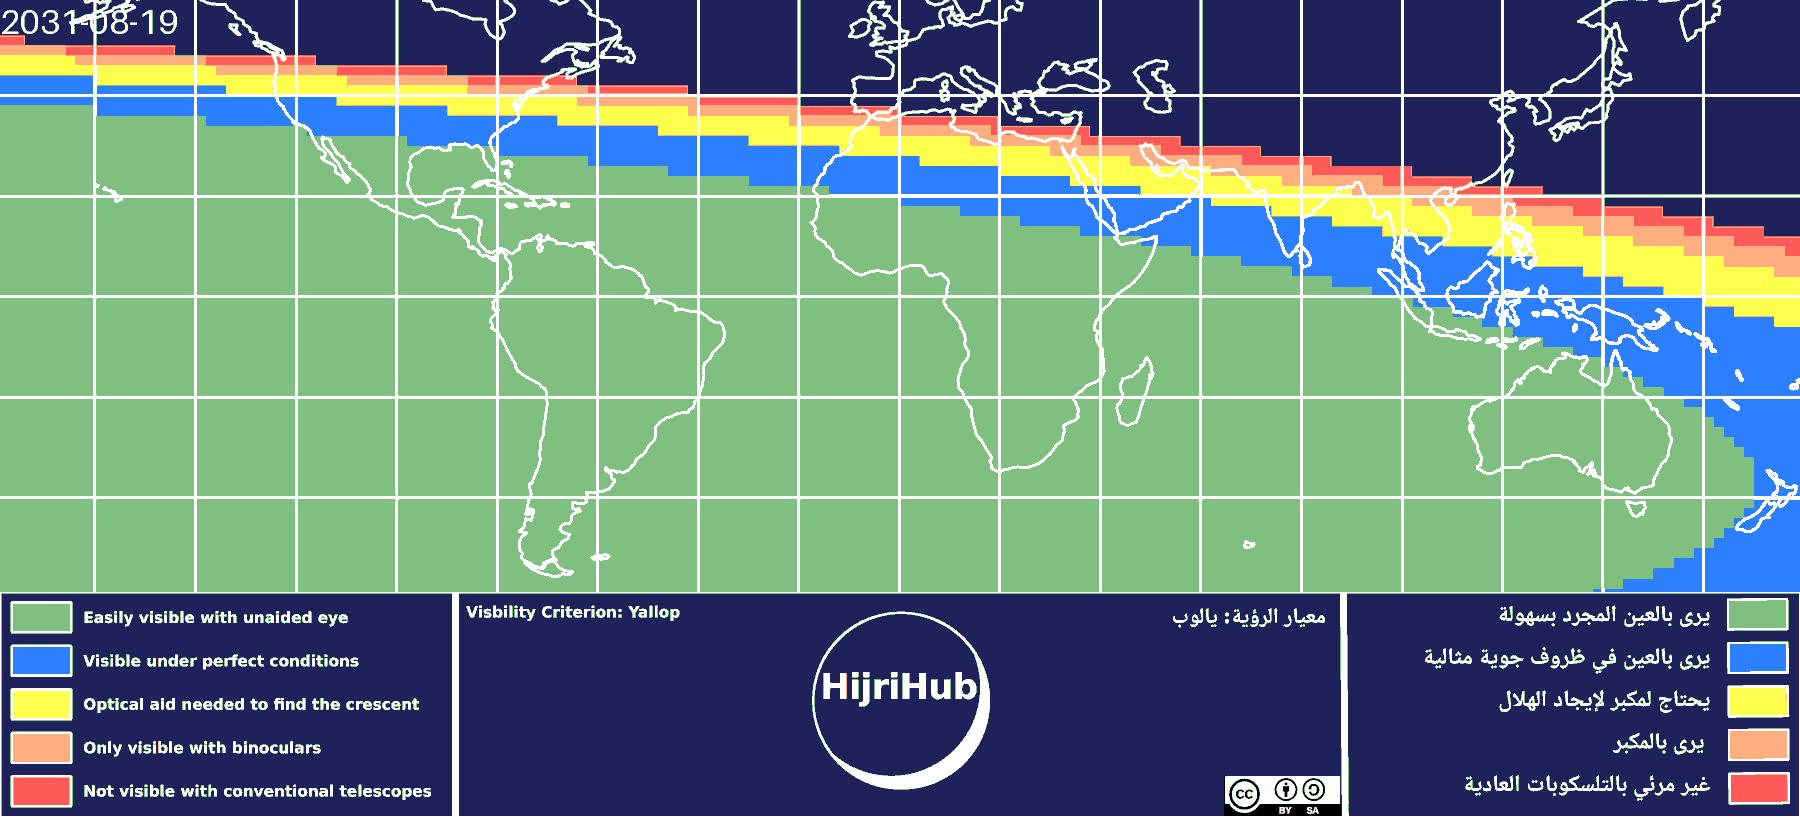 2031-08-19
Easily visible with unaided eye
Visible under perfect conditions
Optical aid needed to find the crescent
Only visible with binoculars
Not visible with conventional telescopes
Visbility Criterion: Yallop
HijriHub
معيار الرؤية: يالوب
cc
BY SA
يرى بالعين المجرد بسهولة
يرى بالعين في ظروف جوية مثالية
يحتاج لمكبر لإيجاد الهلال
يرى بالمكبر
غير مرئي بالتلسكوبات العادية